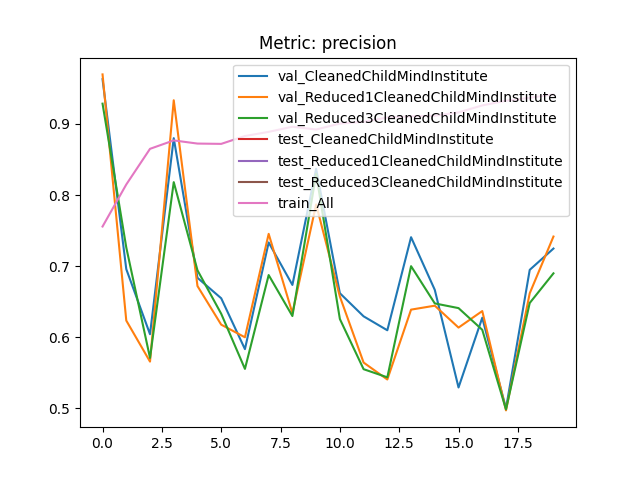 Metric: precision
val_CleanedChildMindInstitute
val_Reduced1CleanedChildMindInstitute
val_Reduced3CleanedChildMindInstitute
test_CleanedChildMindInstitute
test_Reduced1CleanedChildMindInstitute
test_Reduced3CleanedChildMindInstitute
train_All
0.9
0.8
0.7
0.6
0.5
0.0 2.5 5.0 7.5 10.0 12.5 15.0 17.5